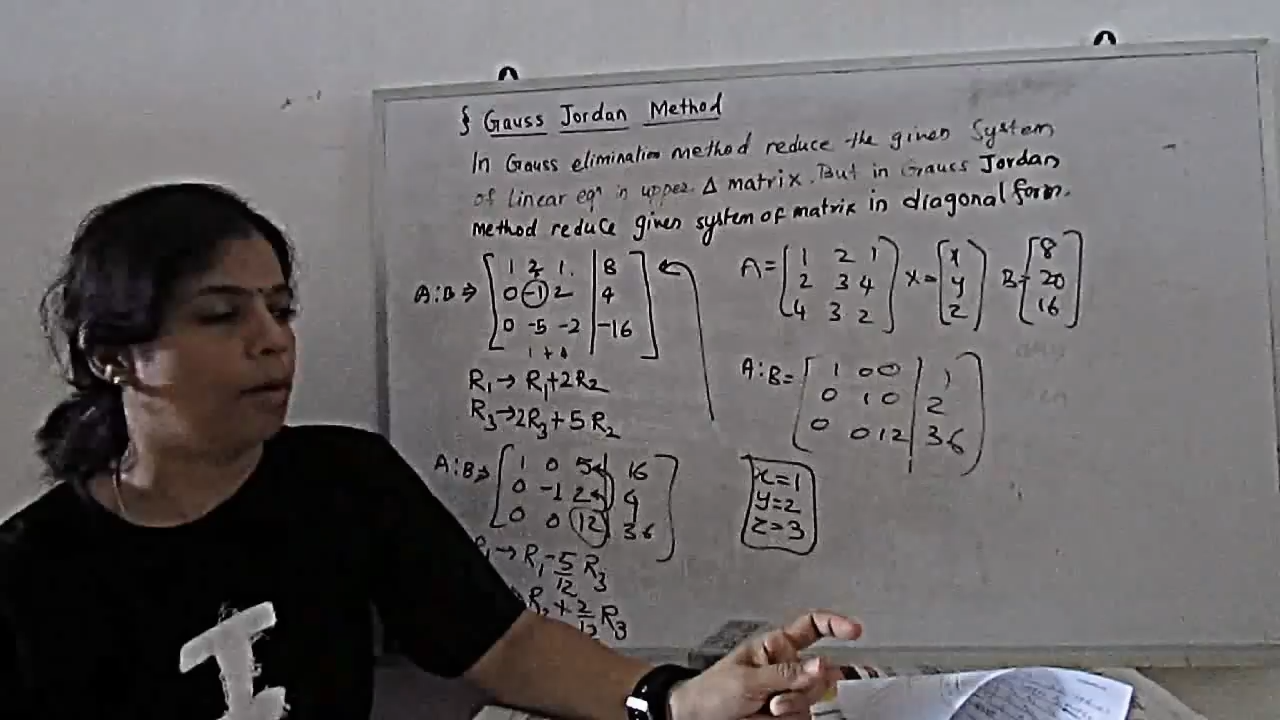 § Gauss Jordan Method
In Gauss elimination method reduce the given System
of linear eqⁿ in upper Δ matrix. But in Gauss Jordan
method reduce given system of matrix in diagonal form.
A:B ⇒ [ 1 2 1 | 8 ]
0 -1 2 | 4
0 -5 -2 | -16
R₁ → R₁+2R₂
R₃ → 2R₃+5R₂
A:B ⇒ [ 1 0 5 | 16 ]
0 -1 2 | 4
0 0 12 | 36
R₁ - 5/12 R₃
R₂ + 2/12 R₃
A = [ 1 2 1 ] X = [ x ] B = [ 8 ]
2 3 4 y 20
4 3 2 z 16
A:B = [ 1 0 0 | 1 ]
0 1 0 | 2
0 0 12 | 36
x=1
y=2
z=3
I